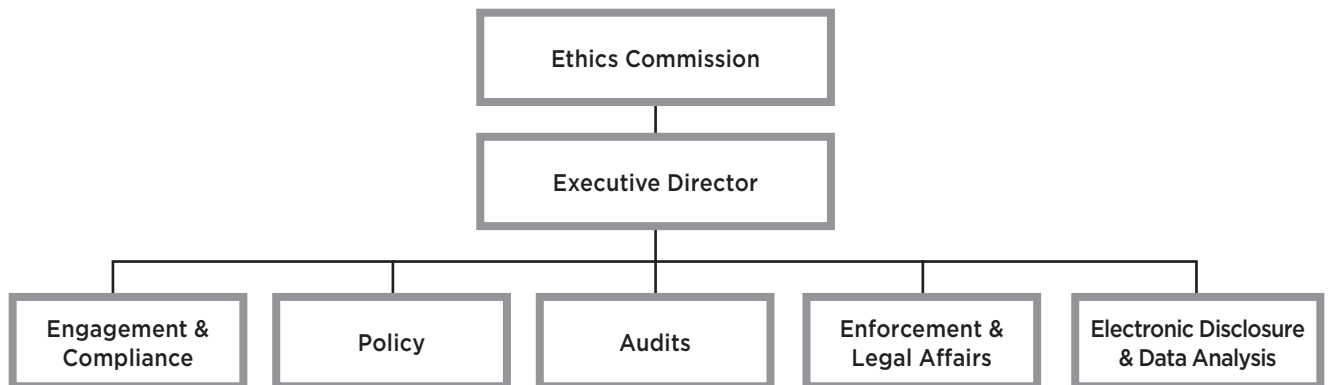 Ethics Commission
Executive Director
Engagement &
Compliance
Policy
Audits
Enforcement &
Legal Affairs
Electronic Disclosure
& Data Analysis